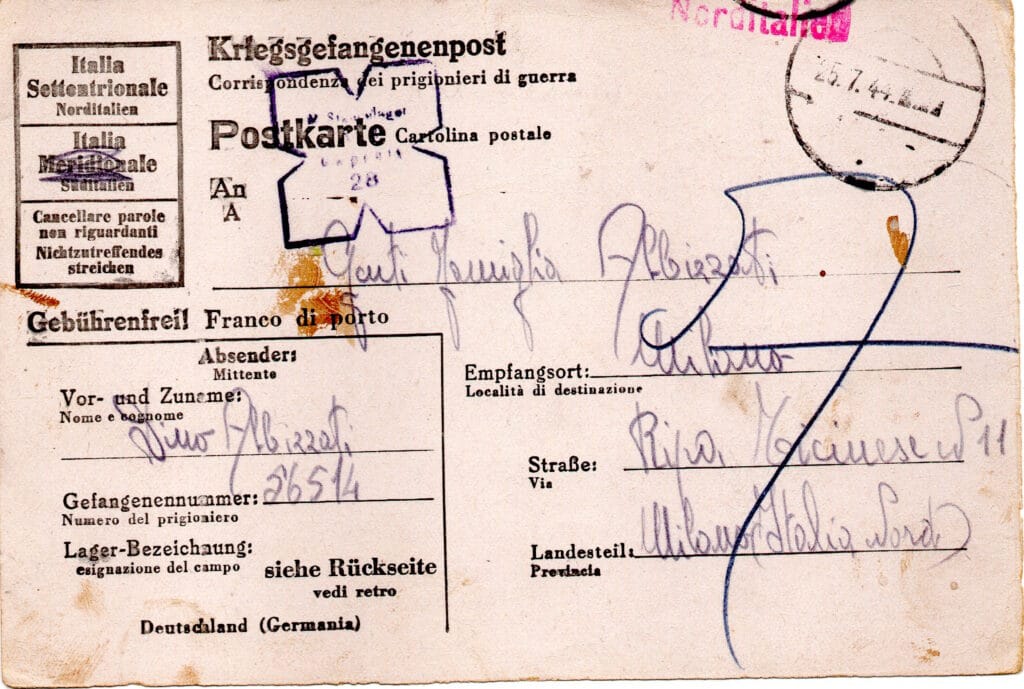 Norditalien
Italia
Settentrionale
Norditalien
Italia
Meridionale
Süditalien
Cancellare parole
non riguardanti
Nichtzutreffendes
streichen
Kriegsgefangenenpost
Corrispondenza dei prigionieri di guerra
Postkarte Cartolina postale
28
25.7.44
An
A
Famiglia Albizzati
Gebührenfrei! Franco di porto
Absender:
Mittente
Vor- und Zuname:
Nome e cognome
Dino Albizzati
Gefangenennummer: 56514
Numero del prigioniero
Lager-Bezeichnung:
esignazione del campo
siehe Rückseite
vedi retro
Deutschland (Germania)
Empfangsort: Milano
Località di destinazione
Straße: Ripa Ticinese N 11
Via
Landesteil: Milano (Italia Nord)
Provincia